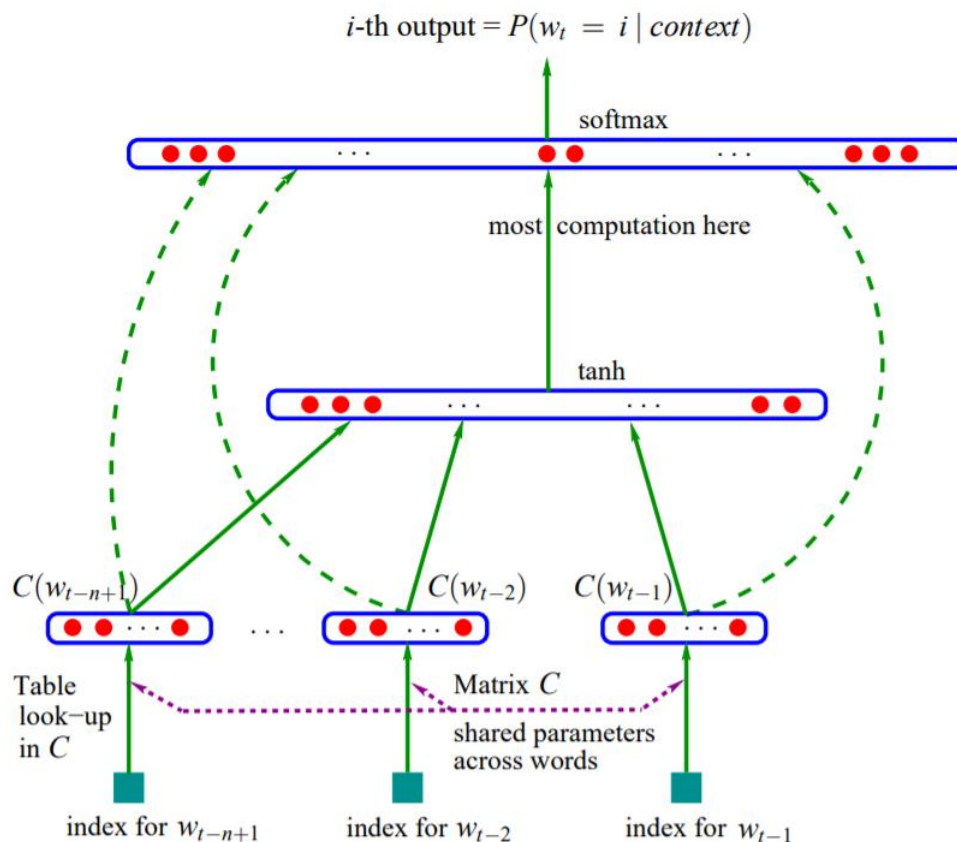 i-th output = P(w_t = i | context)
softmax
. . . . . .
most computation here
tanh
. . . . . .
C(w_{t−n+1}) C(w_{t−2}) C(w_{t−1})
. . . . . . . . . . . .
Table
look−up
in C
Matrix C
shared parameters
across words
index for w_{t−n+1} index for w_{t−2} index for w_{t−1}